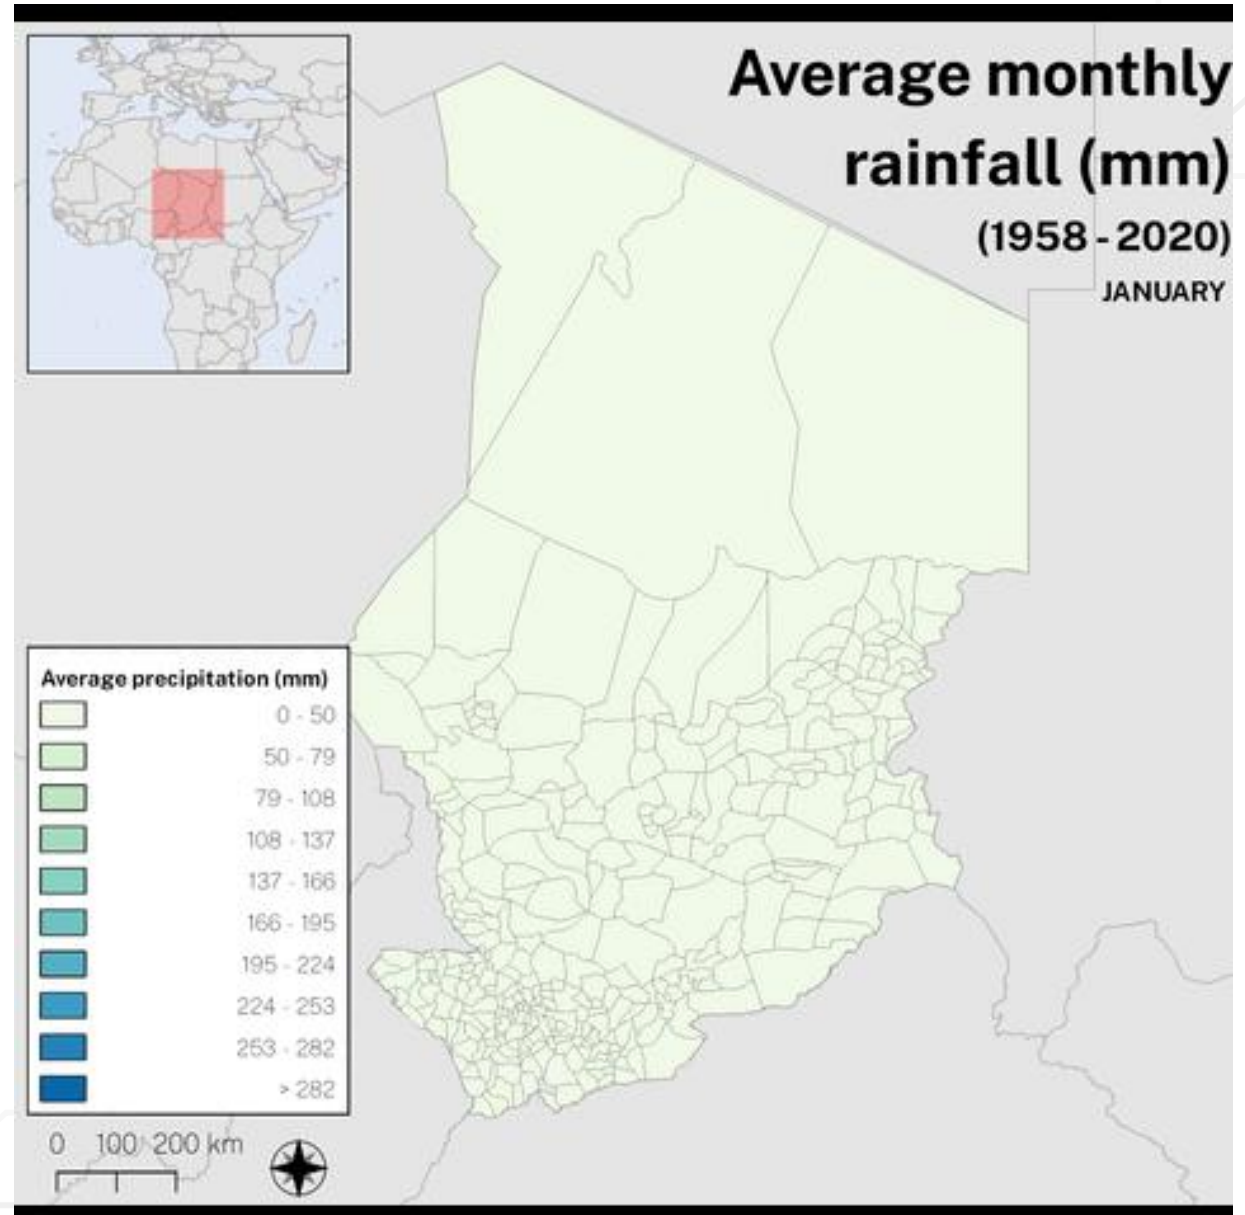 Average monthly
rainfall (mm)
(1958 - 2020)
JANUARY
Average precipitation (mm)
0 - 50
50 - 79
79 - 108
108 - 137
137 - 166
166 - 195
195 - 224
224 - 253
253 - 282
> 282
0 100 200 km